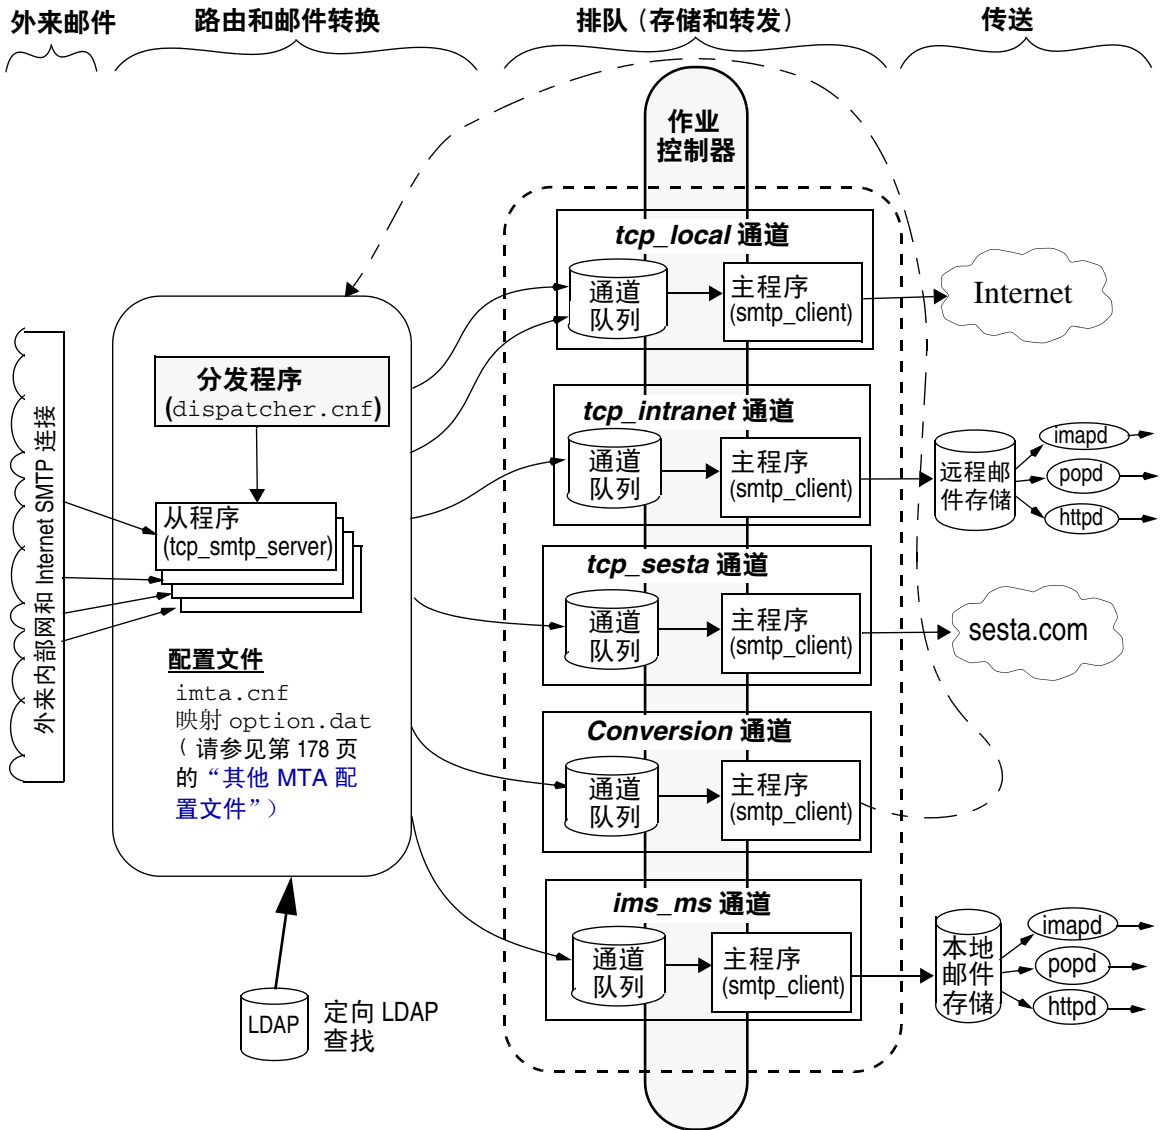 外来邮件
路由和邮件转换
排队（存储和转发）
传送
作业
控制器
tcp_local 通道
通道
队列
主程序
(smtp_client)
Internet
分发程序
(dispatcher.cnf)
tcp_intranet 通道
通道
队列
主程序
(smtp_client)
远程邮
件存储
imapd
popd
httpd
外来内部网和 Internet SMTP 连接
从程序
(tcp_smtp_server)
tcp_sesta 通道
通道
队列
主程序
(smtp_client)
sesta.com
配置文件
imta.cnf
映射 option.dat
（请参见第 178 页
的“其他 MTA 配
置文件”）
Conversion 通道
通道
队列
主程序
(smtp_client)
ims_ms 通道
通道
队列
主程序
(smtp_client)
本地
邮件
存储
imapd
popd
httpd
LDAP
定向 LDAP
查找